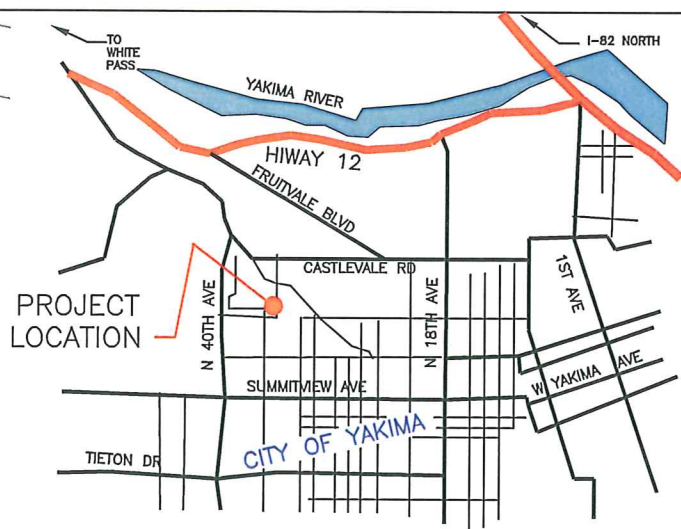 TO
WHITE
PASS
I-82 NORTH
YAKIMA RIVER
HIWAY 12
FRUITVALE BLVD
CASTLEVALE RD
PROJECT
LOCATION
N 40TH AVE
N 18TH AVE
1ST AVE
SUMMITVIEW AVE
W YAKIMA AVE
CITY OF YAKIMA
TIETON DR